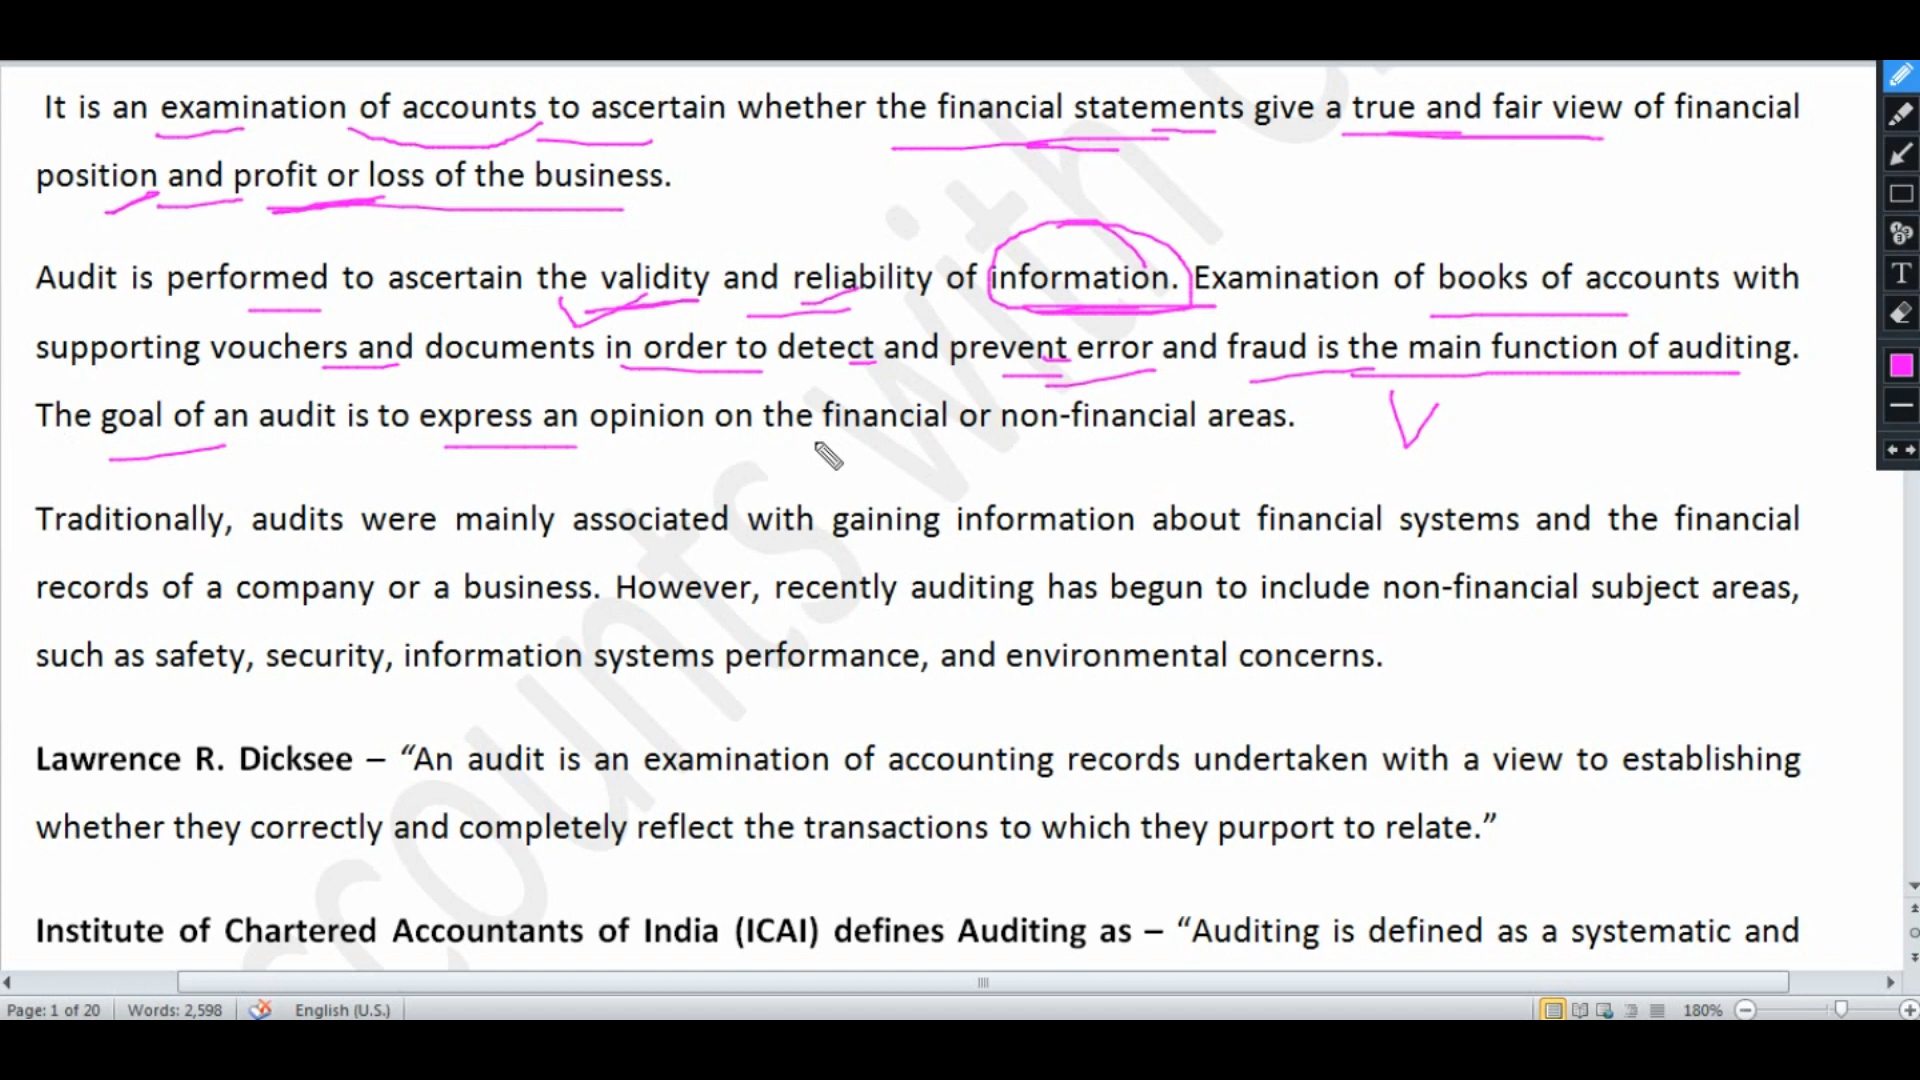 It is an examination of accounts to ascertain whether the financial statements give a true and fair view of financial
position and profit or loss of the business.
Audit is performed to ascertain the validity and reliability of information. Examination of books of accounts with
supporting vouchers and documents in order to detect and prevent error and fraud is the main function of auditing.
The goal of an audit is to express an opinion on the financial or non-financial areas.
Traditionally, audits were mainly associated with gaining information about financial systems and the financial
records of a company or a business. However, recently auditing has begun to include non-financial subject areas,
such as safety, security, information systems performance, and environmental concerns.
Lawrence R. Dicksee – “An audit is an examination of accounting records undertaken with a view to establishing
whether they correctly and completely reflect the transactions to which they purport to relate.”
Institute of Chartered Accountants of India (ICAI) defines Auditing as – “Auditing is defined as a systematic and
Page: 1 of 20 Words: 2,598 English (U.S.) 180%
T
with